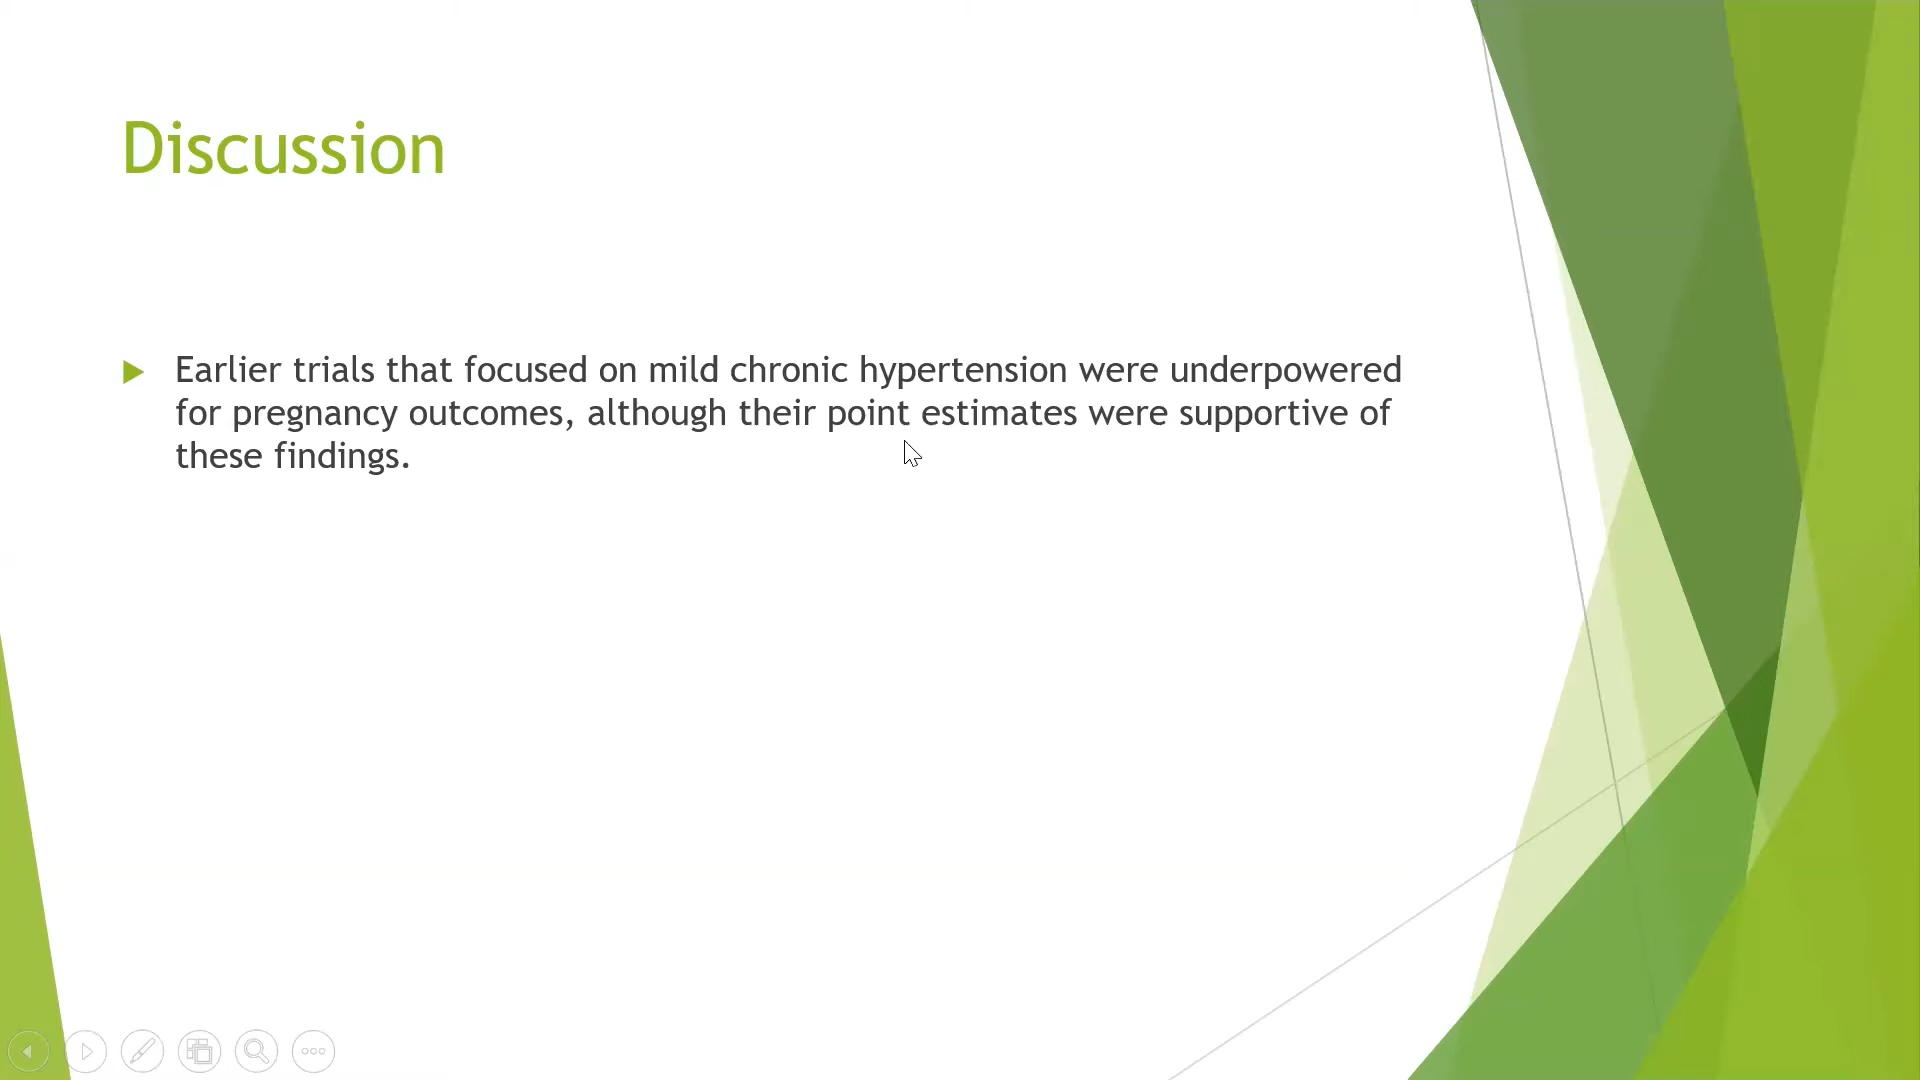 Discussion
Earlier trials that focused on mild chronic hypertension were underpowered
for pregnancy outcomes, although their point estimates were supportive of
these findings.